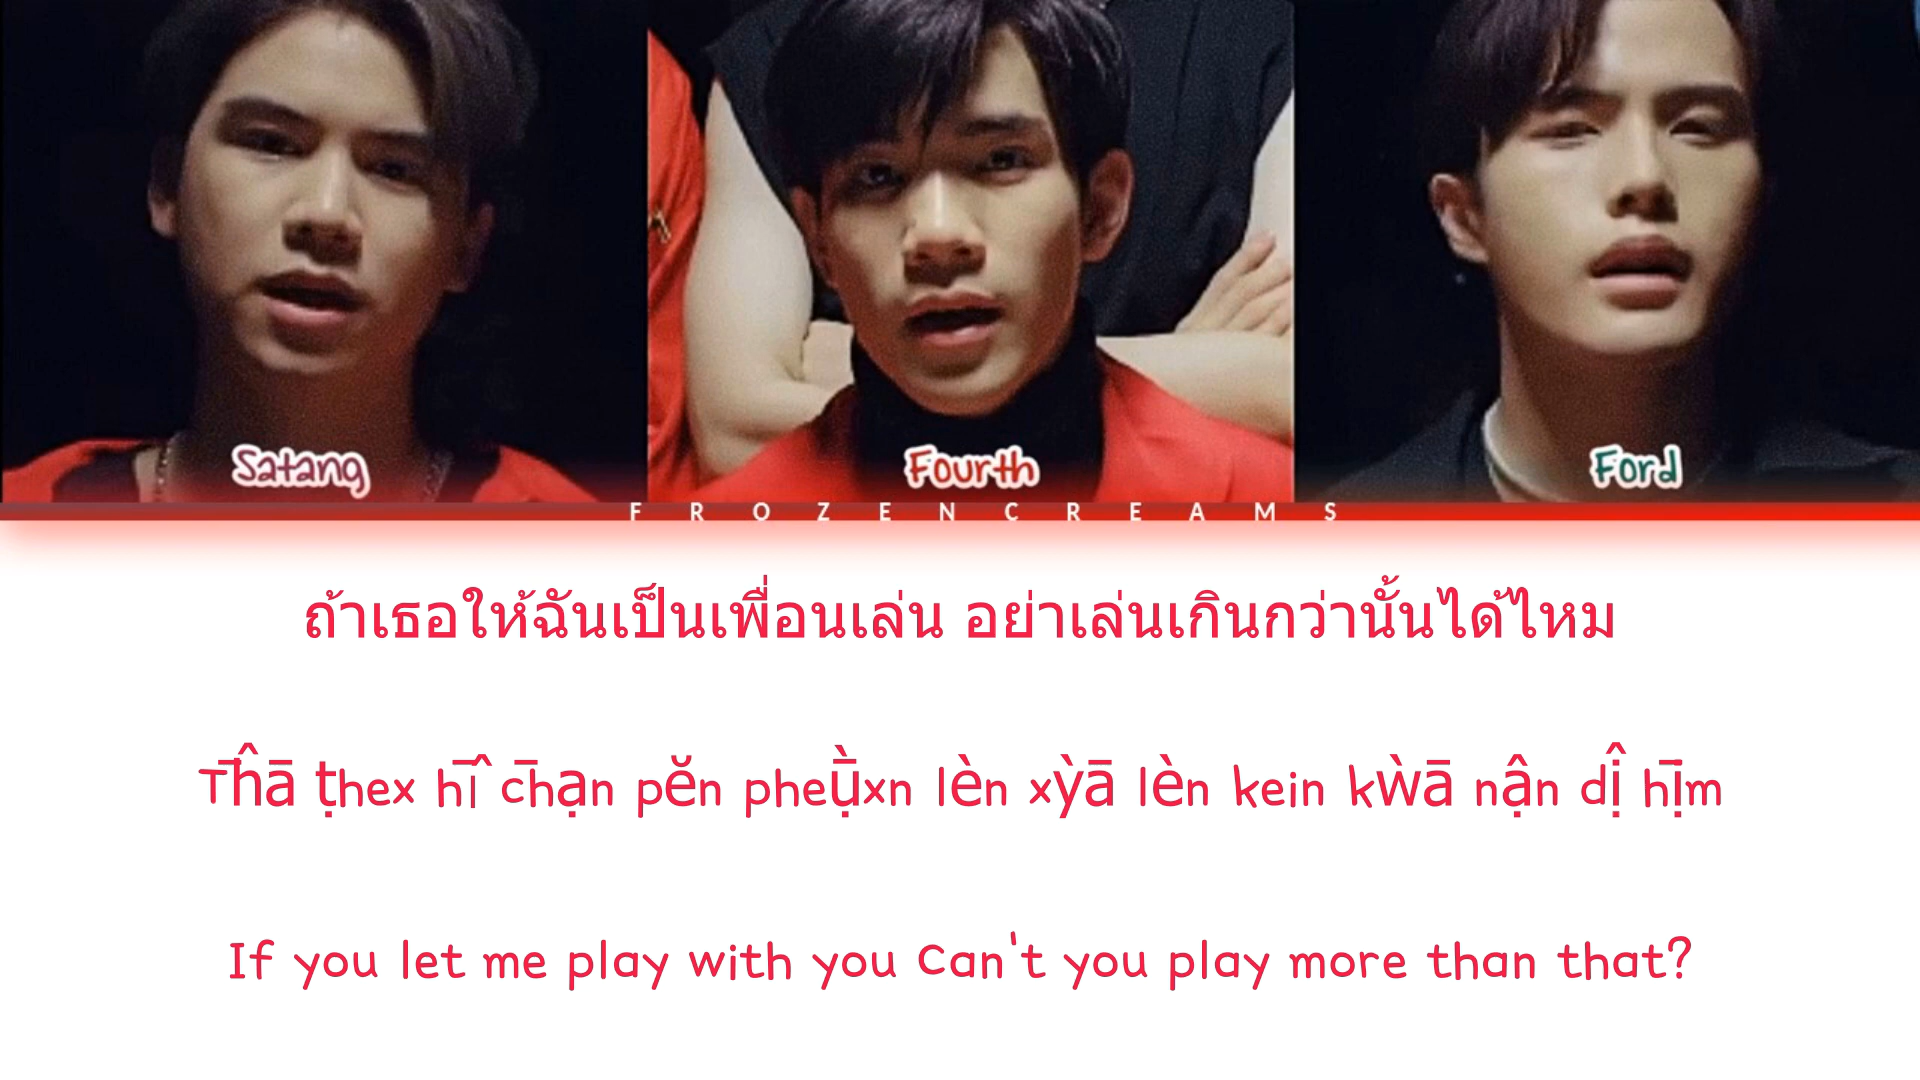 Satang
Fourth
Ford
FROZENCREAMS
ถ้าเธอให้ฉันเป็นเพื่อนเล่น อย่าเล่นเกินกว่านั้นได้ไหม
T̄ĥā ṭhex h̄ı̂ c̄hạn pĕn pheụ̄̀xn lèn xỳā lèn kein kẁā nận dị̂ h̄ịm
If you let me play with you Can't you play more than that?